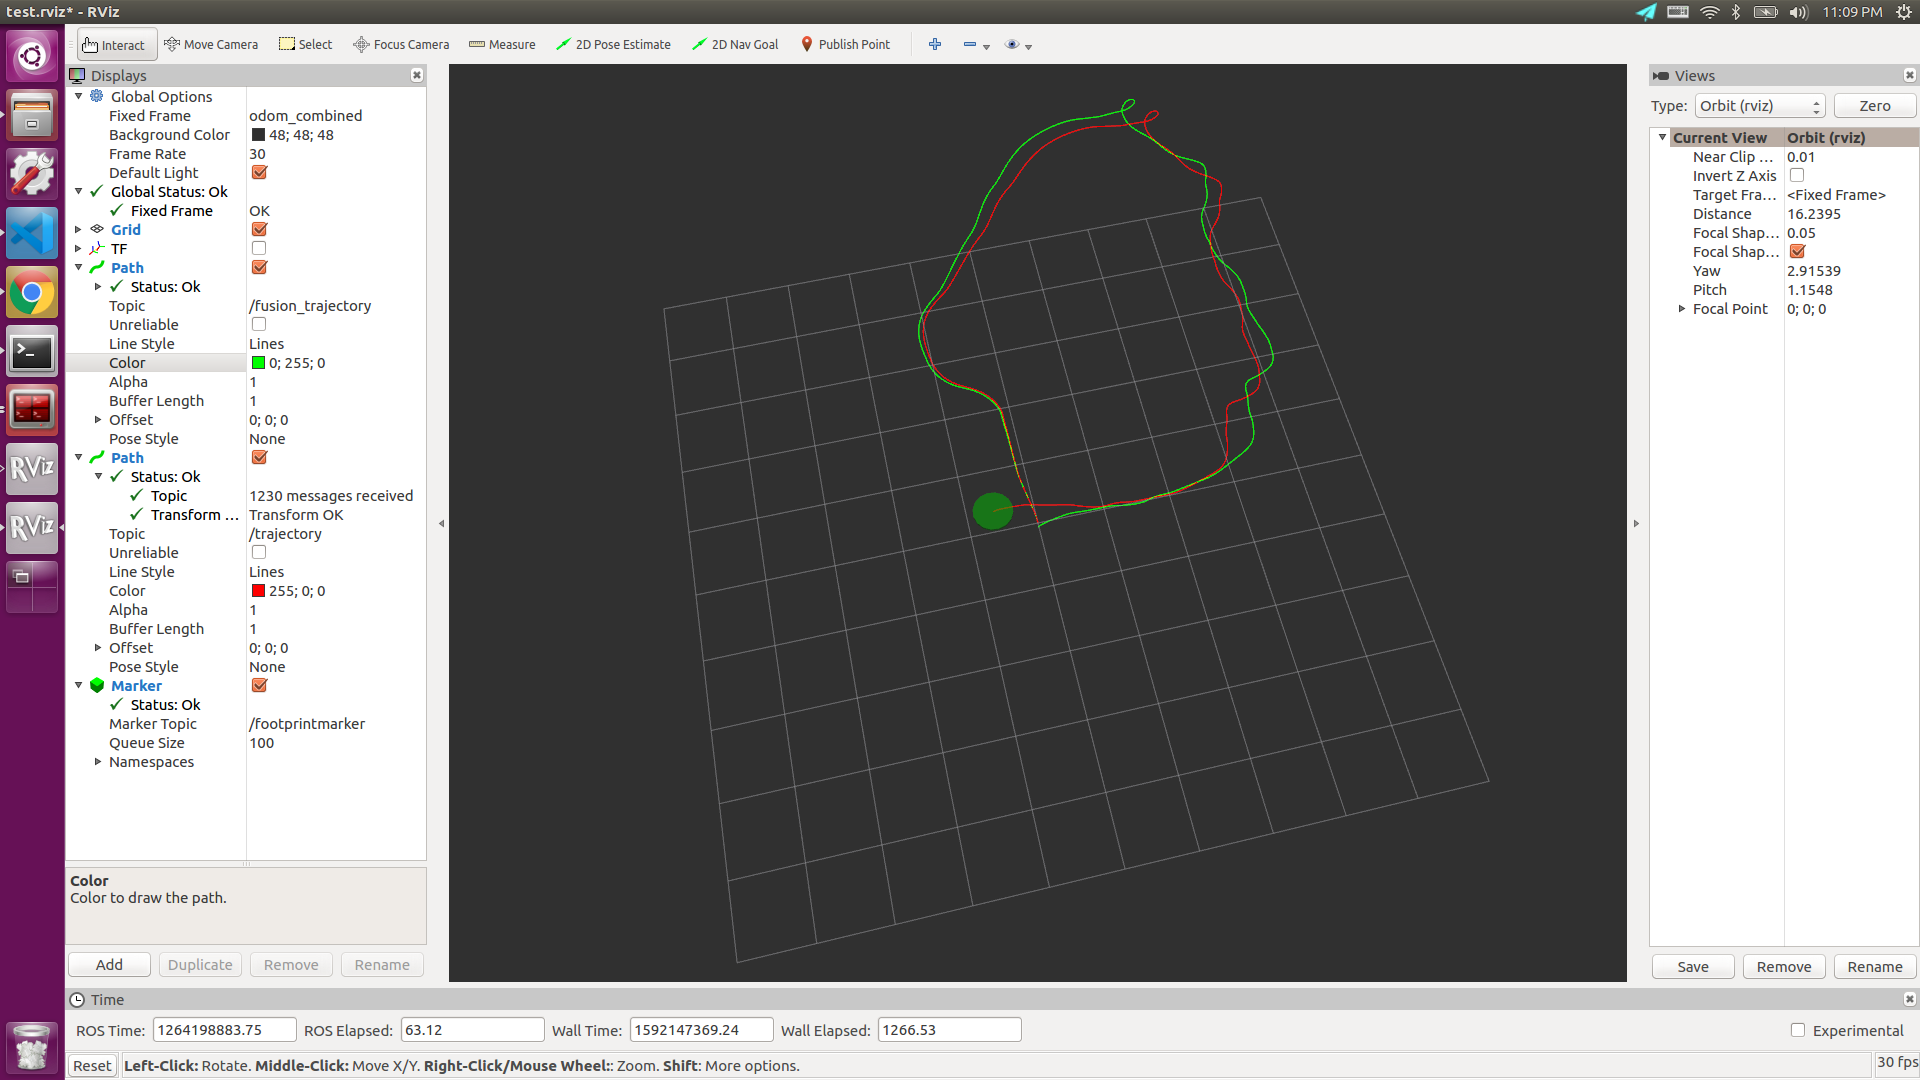 test.rviz* - RViz
11:09 PM
Interact
Move Camera
Select
Focus Camera
Measure
2D Pose Estimate
2D Nav Goal
Publish Point
Displays
Global Options
Fixed Frame odom_combined
Background Color 48; 48; 48
Frame Rate 30
Default Light
Global Status: Ok
Fixed Frame OK
Grid
TF
Path
Status: Ok
Topic /fusion_trajectory
Unreliable
Line Style Lines
Color 0; 255; 0
Alpha 1
Buffer Length 1
Offset 0; 0; 0
Pose Style None
Path
Status: Ok
Topic 1230 messages received
Transform ... Transform OK
Topic /trajectory
Unreliable
Line Style Lines
Color 255; 0; 0
Alpha 1
Buffer Length 1
Offset 0; 0; 0
Pose Style None
Marker
Status: Ok
Marker Topic /footprintmarker
Queue Size 100
Namespaces
Color
Color to draw the path.
Add Duplicate Remove Rename
RViz
RViz
Views
Type: Orbit (rviz) Zero
Current View Orbit (rviz)
Near Clip ... 0.01
Invert Z Axis
Target Fra... <Fixed Frame>
Distance 16.2395
Focal Shap... 0.05
Focal Shap...
Yaw 2.91539
Pitch 1.1548
Focal Point 0; 0; 0
Save Remove Rename
Time
ROS Time: 1264198883.75 ROS Elapsed: 63.12 Wall Time: 1592147369.24 Wall Elapsed: 1266.53 Experimental
Reset Left-Click: Rotate. Middle-Click: Move X/Y. Right-Click/Mouse Wheel:: Zoom. Shift: More options. 30 fps